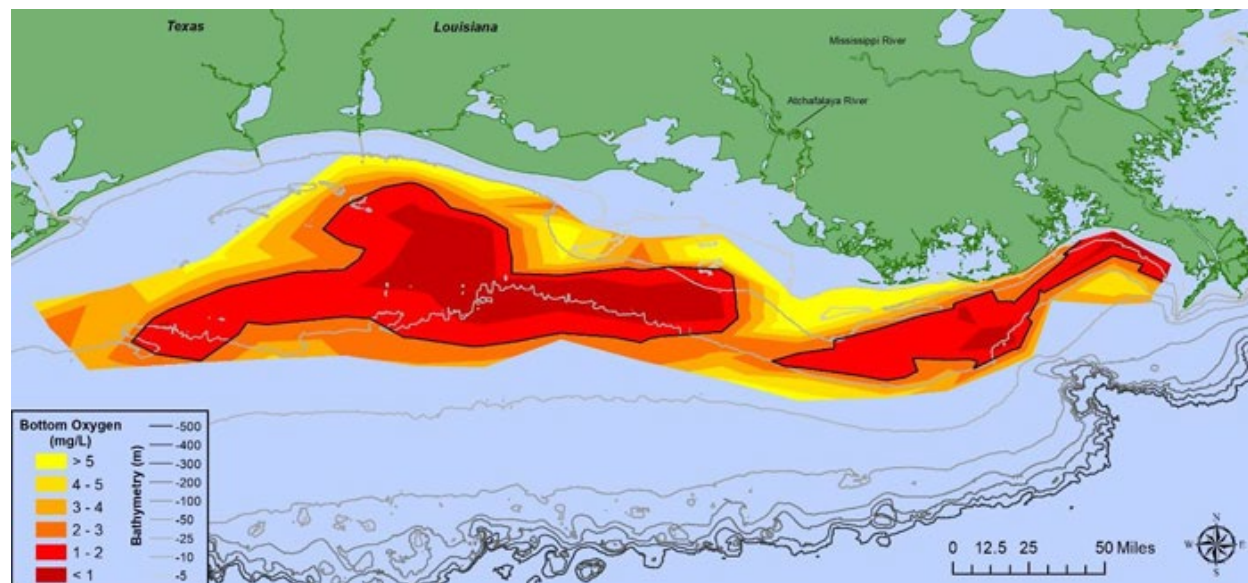 Texas
Louisiana
Mississippi River
Atchafalaya River
Bottom Oxygen
(mg/L)
> 5
4 - 5
3 - 4
2 - 3
1 - 2
< 1
Bathymetry (m)
-500
-400
-300
-200
-100
-50
-25
-10
-5
0 12.5 25 50 Miles
N
W E
S